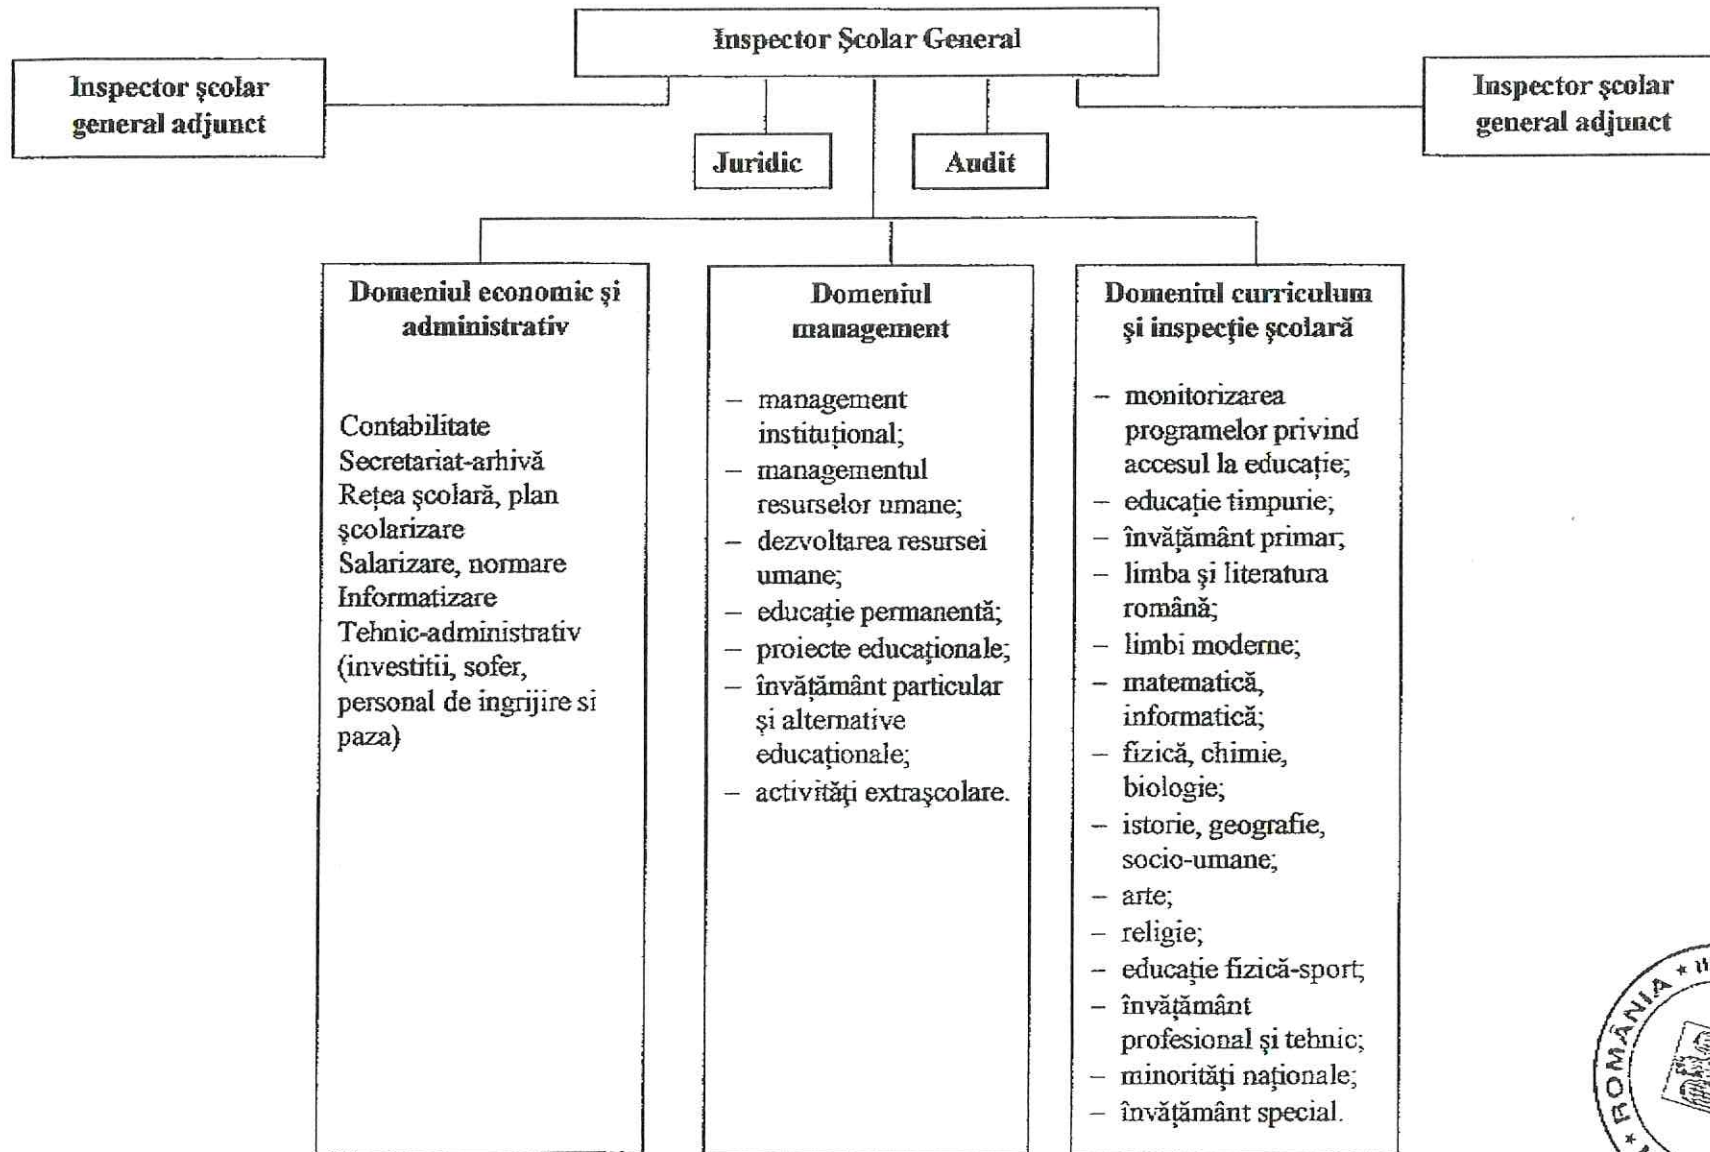 Inspector Şcolar General
Inspector şcolar
general adjunct
Inspector şcolar
general adjunct
Juridic
Audit
Domeniul economic şi
administrativ
Contabilitate
Secretariat-arhivă
Reţea şcolară, plan
şcolarizare
Salarizare, normare
Informatizare
Tehnic-administrativ
(investitii, sofer,
personal de ingrijire si
paza)
Domeniul
management
– management
instituţional;
– managementul
resurselor umane;
– dezvoltarea resursei
umane;
– educaţie permanentă;
– proiecte educaţionale;
– învăţământ particular
şi alternative
educaţionale;
– activităţi extraşcolare.
Domeniul curriculum
şi inspecţie şcolară
– monitorizarea
programelor privind
accesul la educaţie;
– educaţie timpurie;
– învăţământ primar;
– limba şi literatura
română;
– limbi moderne;
– matematică,
informatică;
– fizică, chimie,
biologie;
– istorie, geografie,
socio-umane;
– arte;
– religie;
– educaţie fizică-sport;
– învăţământ
profesional şi tehnic;
– minorităţi naţionale;
– învăţământ special.
* ROMÂNIA *